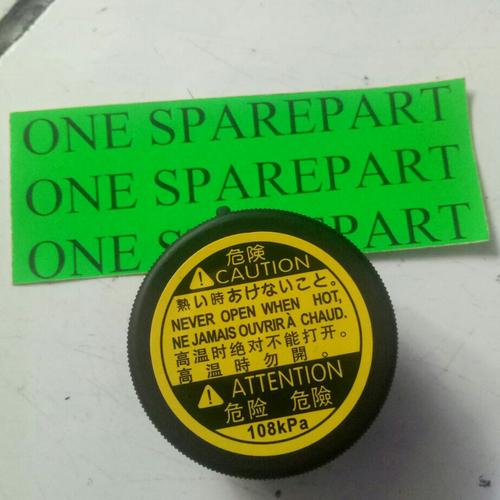 ONE SPAREPART
ONE SPAREPART
ONE SPAREPART
危険
CAUTION
熱い時あけないこと。
NEVER OPEN WHEN HOT,
NE JAMAIS OUVRIR À CHAUD.
高温时绝对不能打开。
高温時勿開。
ATTENTION
危险 危險
108kPa